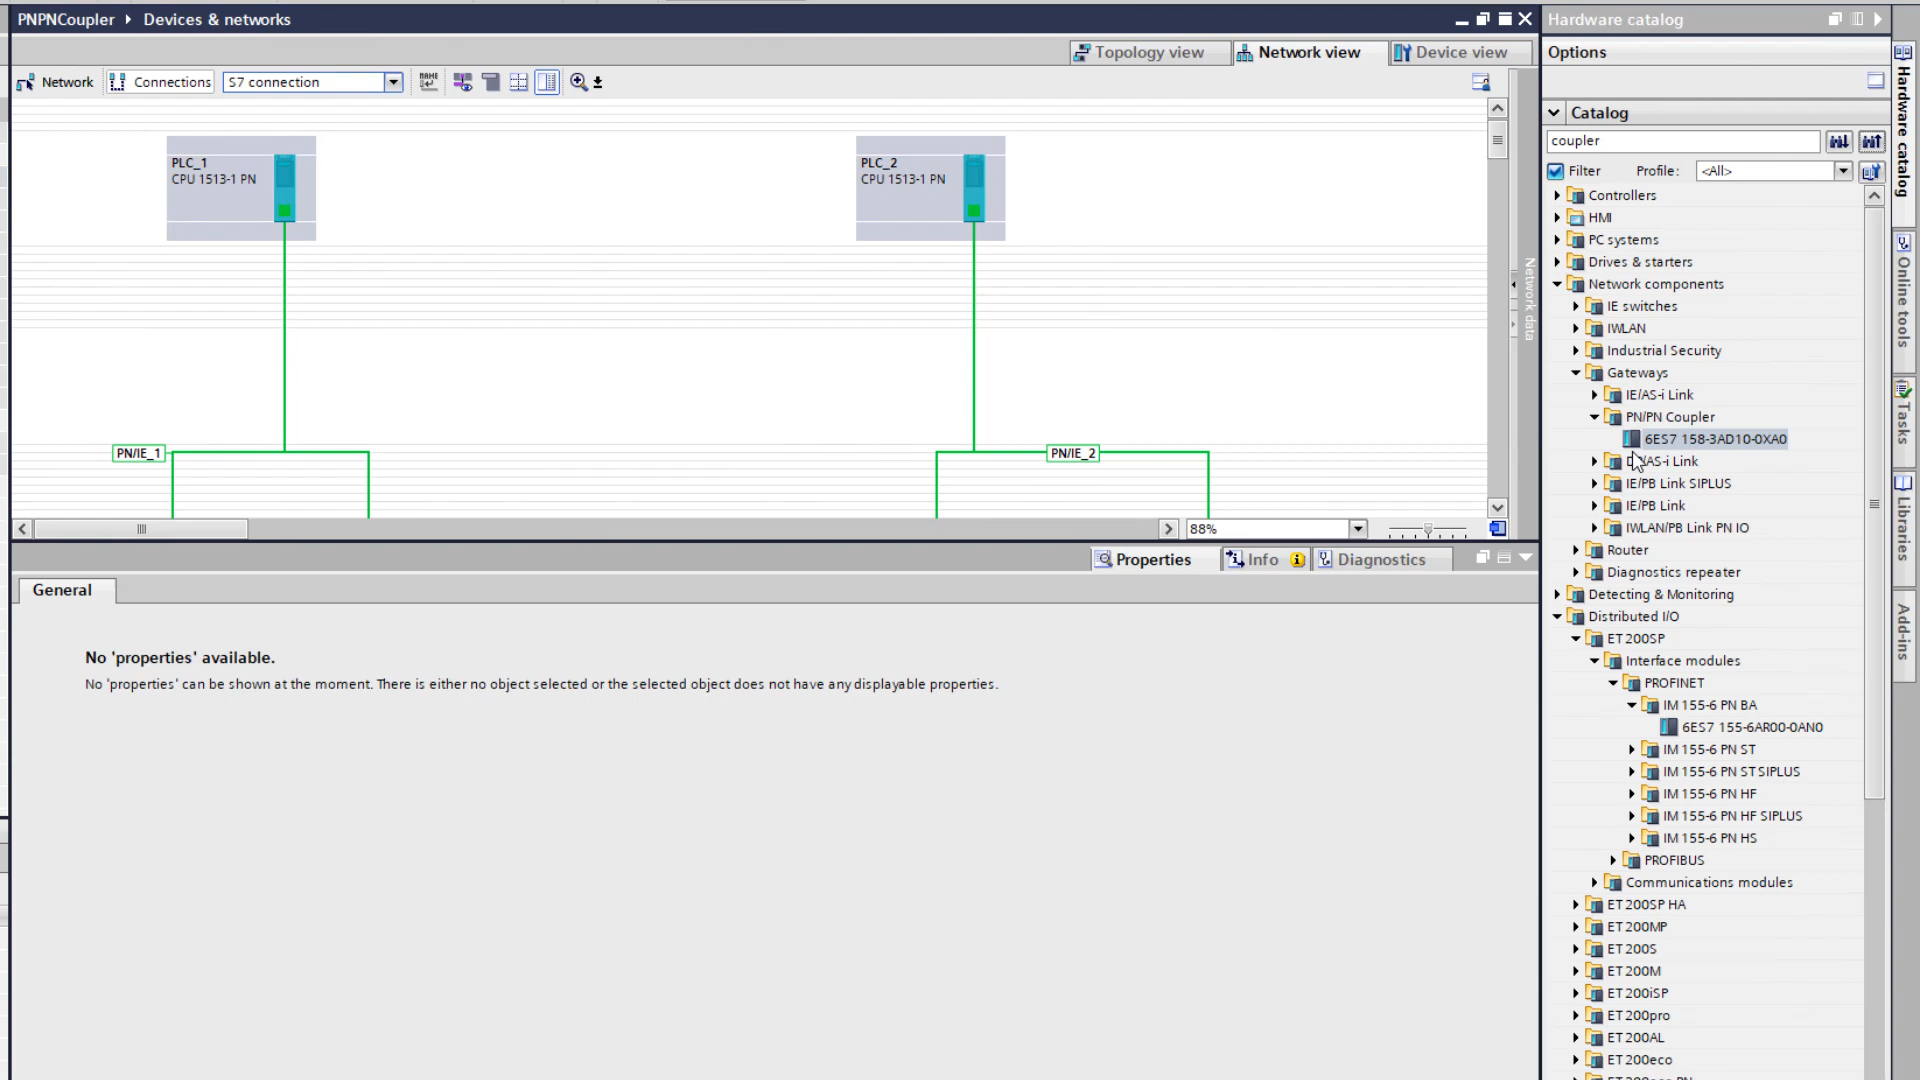 PNPNCoupler ▸ Devices & networks
Hardware catalog
Topology view
Network view
Device view
Options
Network
Connections
S7 connection
Catalog
coupler
Filter
Profile:
<All>
PLC_1
CPU 1513-1 PN
PLC_2
CPU 1513-1 PN
PN/IE_1
PN/IE_2
88%
Network data
Controllers
HMI
PC systems
Drives & starters
Network components
IE switches
IWLAN
Industrial Security
Gateways
IE/AS-i Link
PN/PN Coupler
6ES7 158-3AD10-0XA0
/AS-i Link
IE/PB Link SIPLUS
IE/PB Link
IWLAN/PB Link PN IO
Router
Diagnostics repeater
Detecting & Monitoring
Distributed I/O
ET 200SP
Interface modules
PROFINET
IM 155-6 PN BA
6ES7 155-6AR00-0AN0
IM 155-6 PN ST
IM 155-6 PN ST SIPLUS
IM 155-6 PN HF
IM 155-6 PN HF SIPLUS
IM 155-6 PN HS
PROFIBUS
Communications modules
ET 200SP HA
ET 200MP
ET 200S
ET 200M
ET 200iSP
ET 200pro
ET 200AL
ET 200eco
Hardware catalog
Online tools
Tasks
Libraries
Add-ins
Properties
Info
Diagnostics
General
No 'properties' available.
No 'properties' can be shown at the moment. There is either no object selected or the selected object does not have any displayable properties.